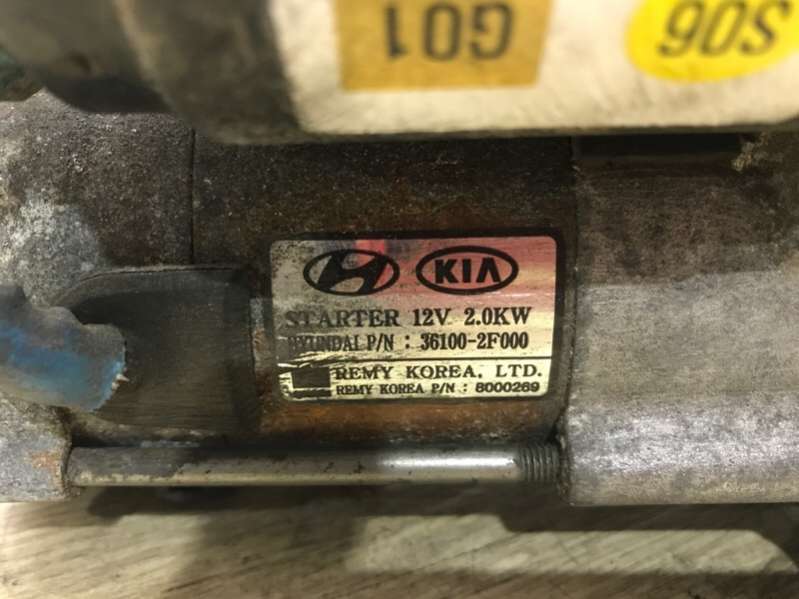 G01
S06
KIA
STARTER 12V 2.0KW
HYUNDAI P/N : 36100-2F000
REMY KOREA, LTD.
REMY KOREA P/N : 8000269